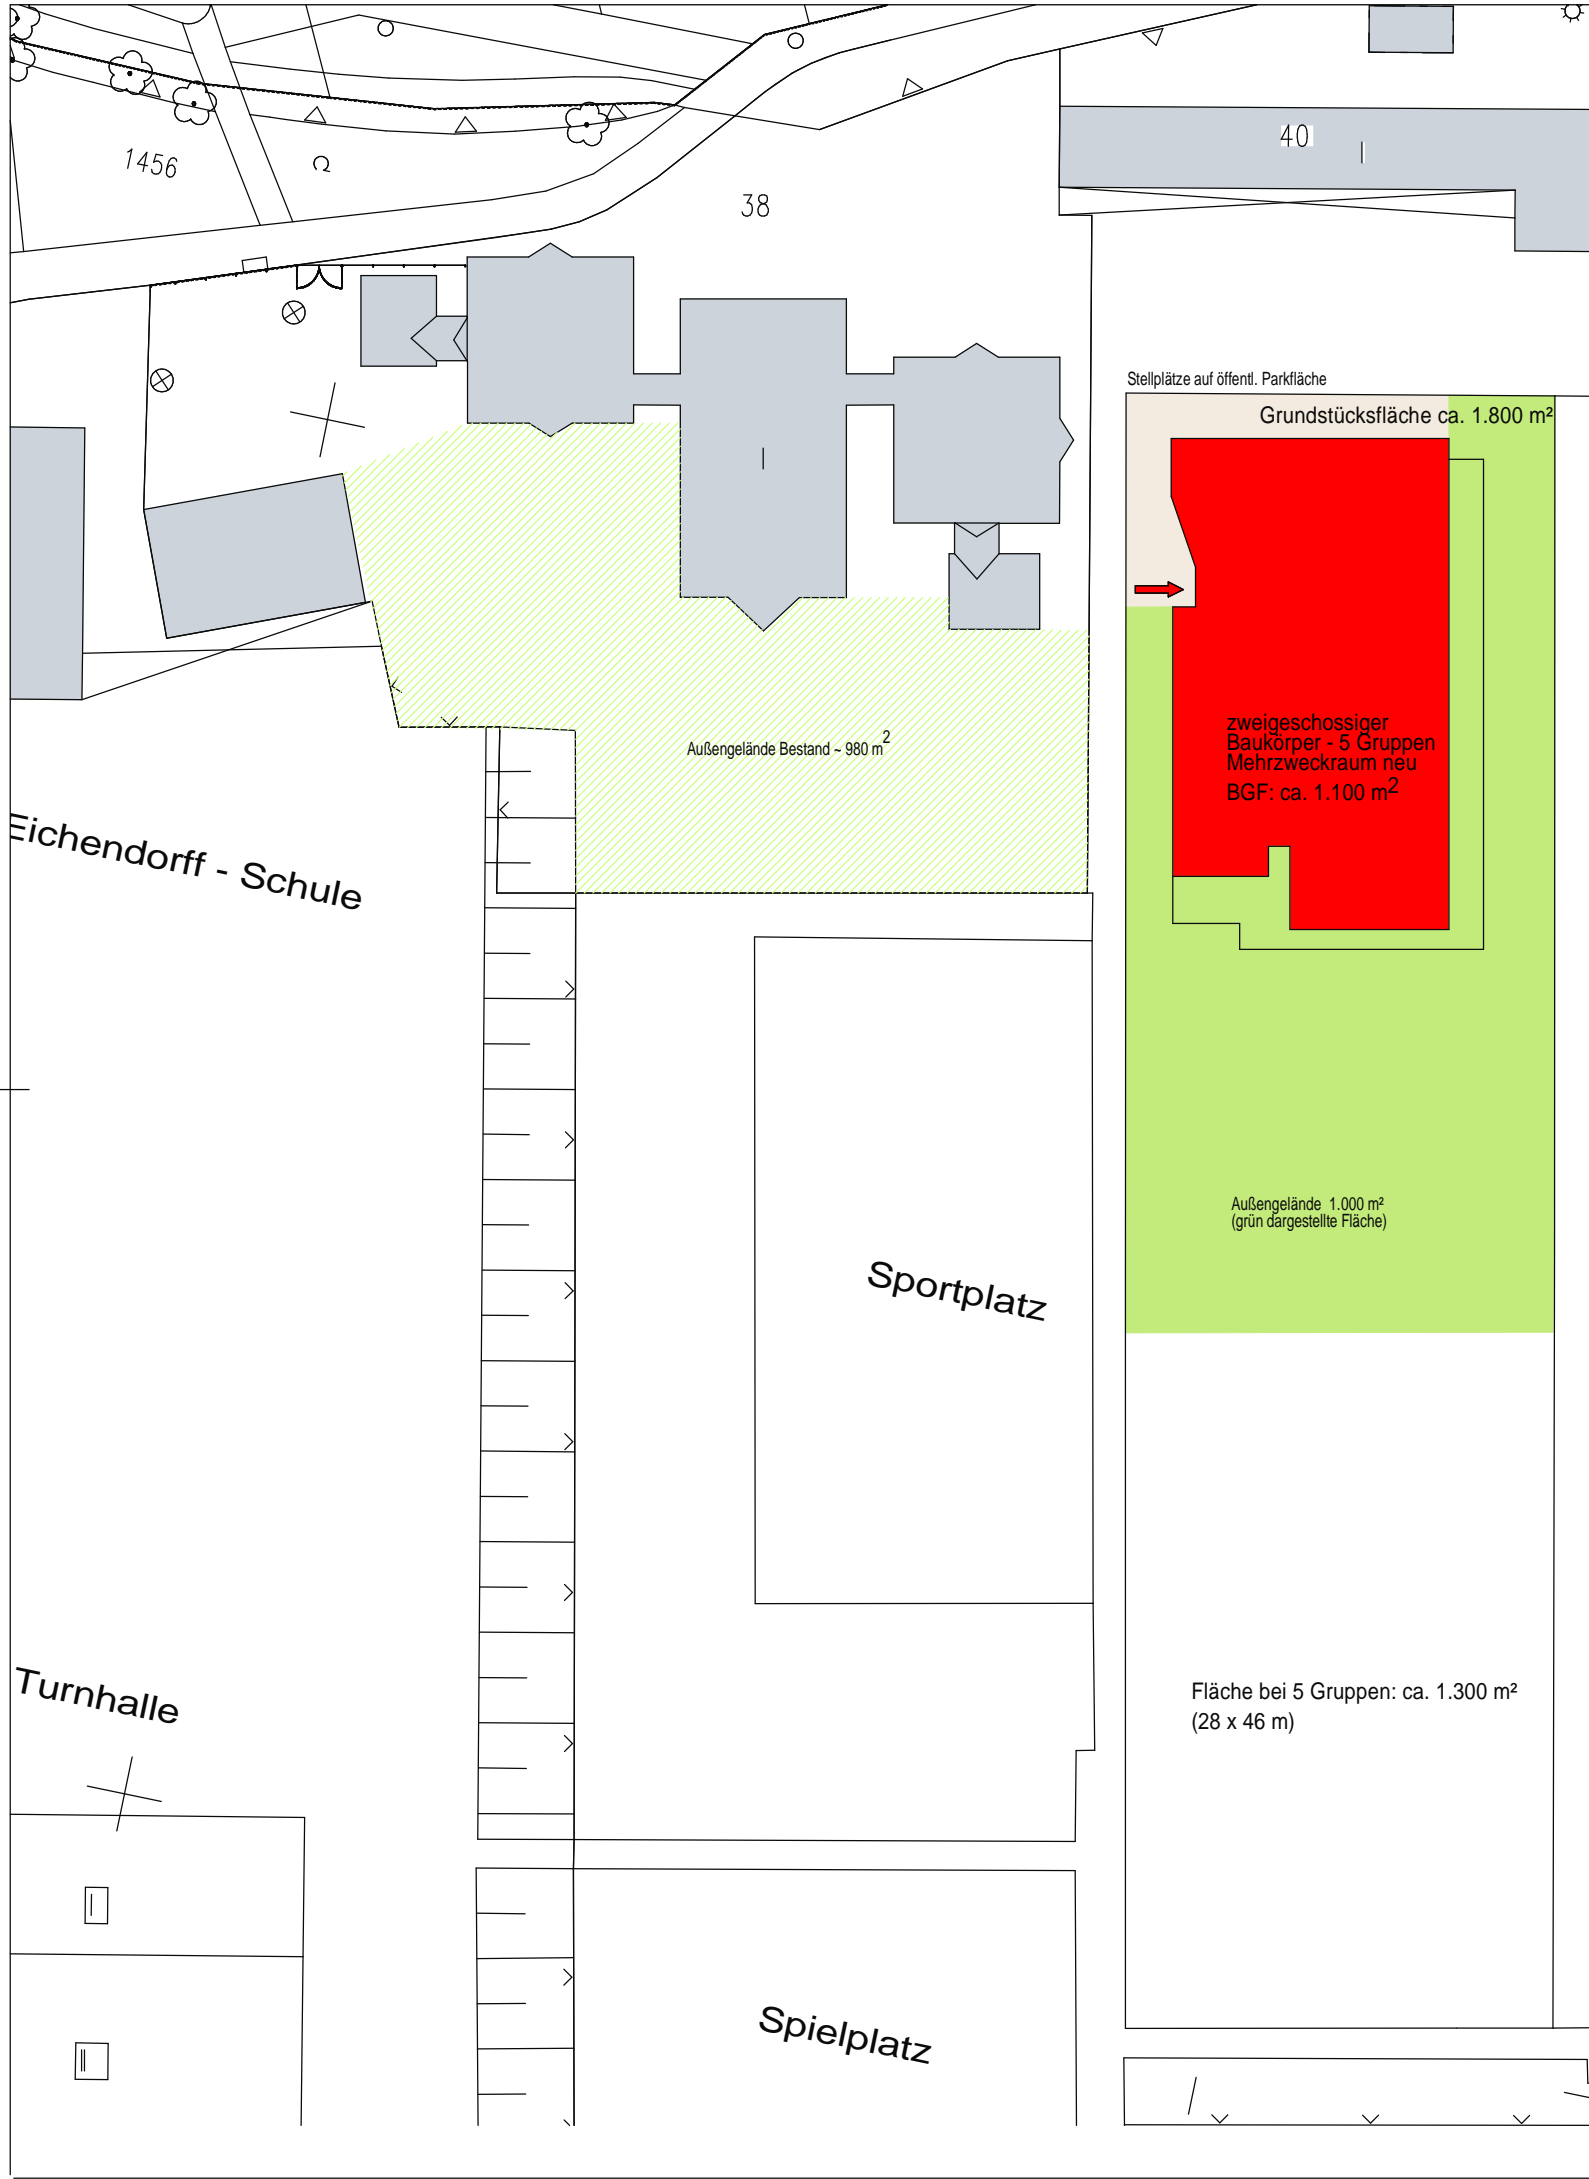 40
1456
38
Stellplätze auf öffentl. Parkfläche
Grundstücksfläche ca. 1.800 m²
zweigeschossiger
Baukörper - 5 Gruppen
Mehrzweckraum neu
BGF: ca. 1.100 m²
Außengelände Bestand ~ 980 m²
Eichendorff - Schule
Außengelände 1.000 m²
(grün dargestellte Fläche)
Sportplatz
Turnhalle
Fläche bei 5 Gruppen: ca. 1.300 m²
(28 x 46 m)
Spielplatz